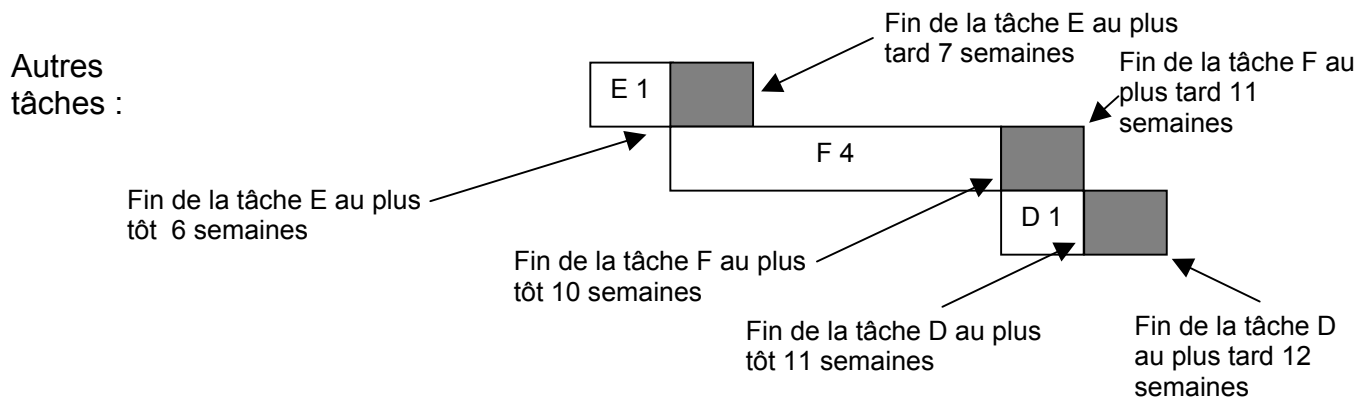 Autres
tâches :
Fin de la tâche E au plus
tard 7 semaines
Fin de la tâche F au
plus tard 11
semaines
E 1
F 4
D 1
Fin de la tâche E au plus
tôt  6 semaines
Fin de la tâche F au plus
tôt 10 semaines
Fin de la tâche D au plus
tôt 11 semaines
Fin de la tâche D
au plus tard 12
semaines